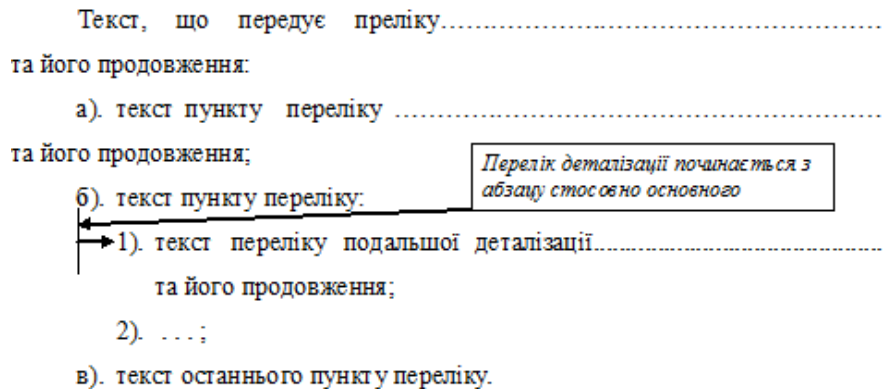 Текст, що передує преліку……………………………………………
та його продовження:
а). текст пункту переліку ……………………………………………
та його продовження;
Перелік деталізації починається з
абзацу стосовно основного
б). текст пункту переліку:
1). текст переліку подальшої деталізації................................................
та його продовження;
2). . . . ;
в). текст останнього пункту переліку.